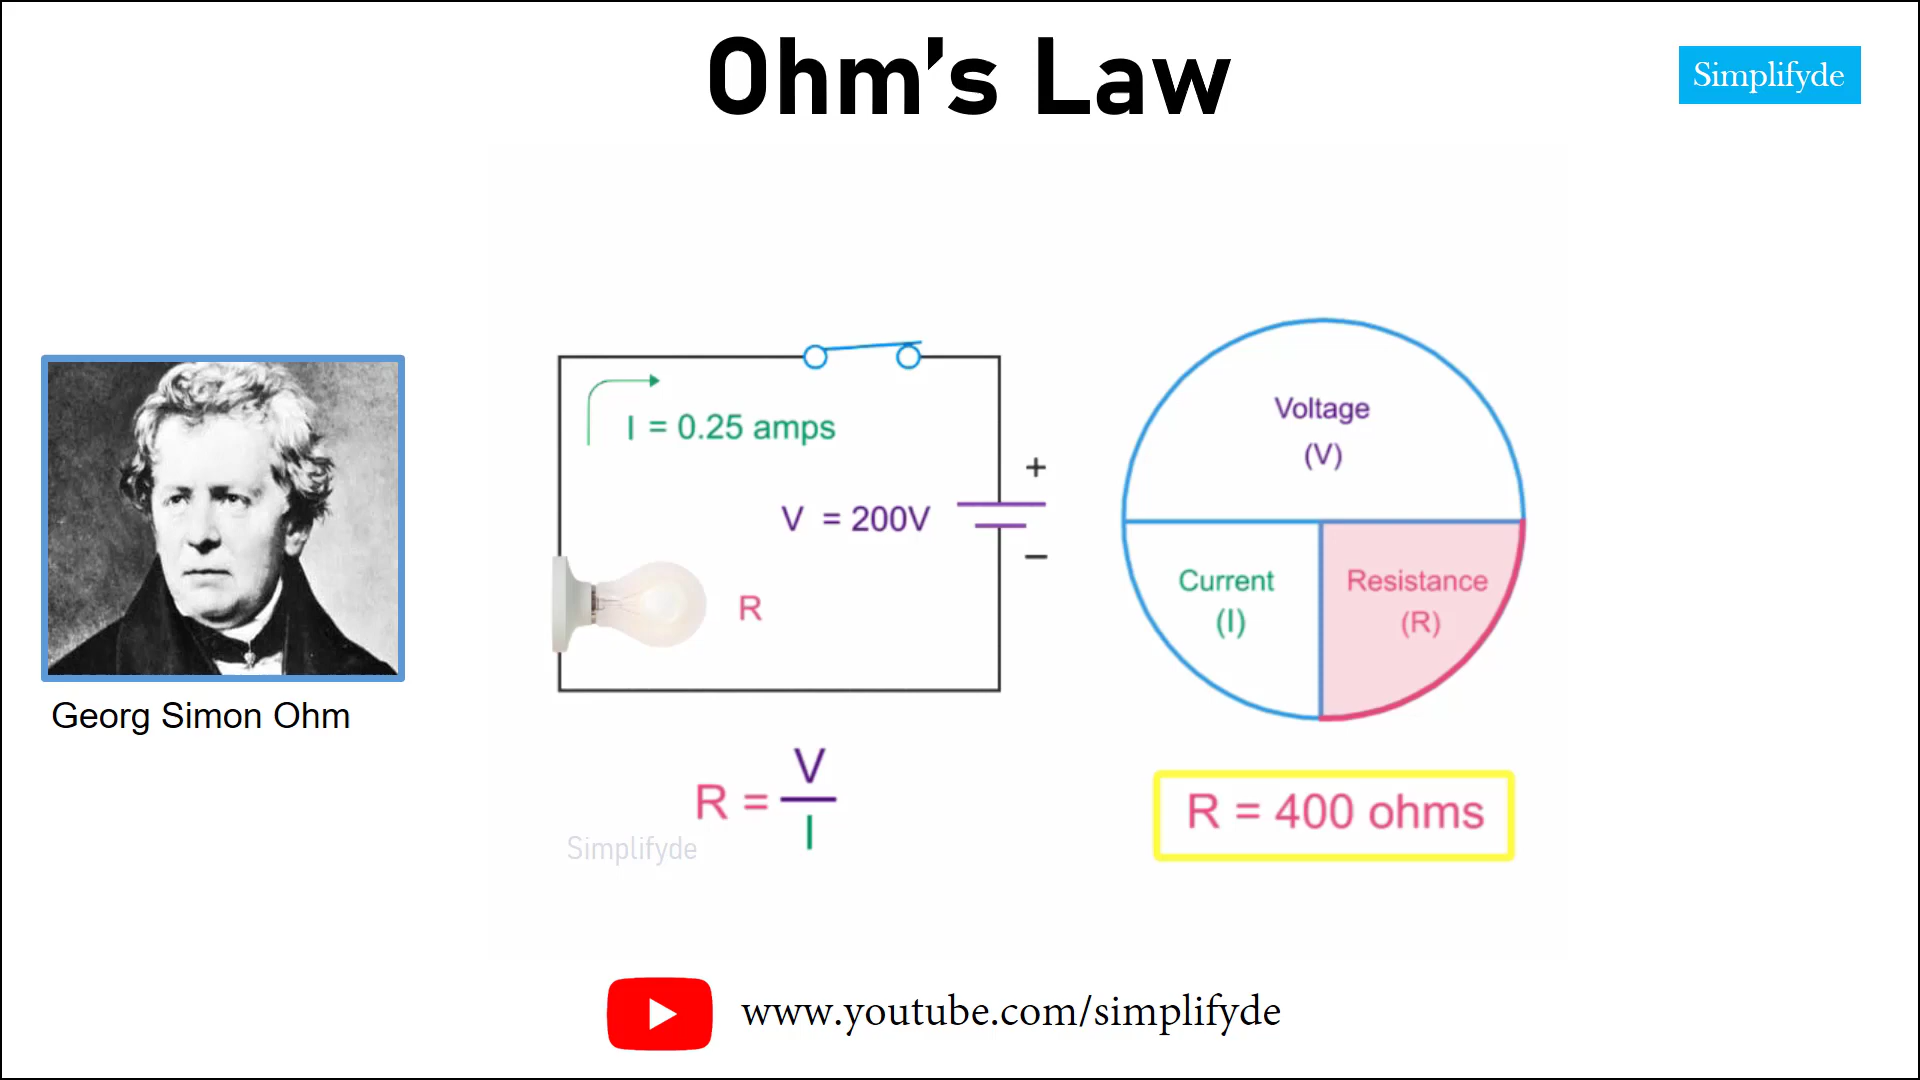 Ohm's Law
Simplifyde
I = 0.25 amps
+
V = 200V
−
R
Voltage
(V)
Current
(I)
Resistance
(R)
Georg Simon Ohm
R = V
I
Simplifyde
R = 400 ohms
www.youtube.com/simplifyde